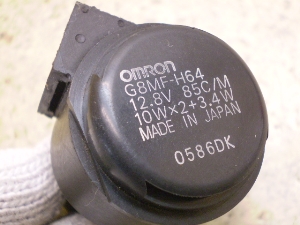 omron
G8MF-H64
12.8V 85C/M
10W×2+3.4W
MADE IN JAPAN
0586DK